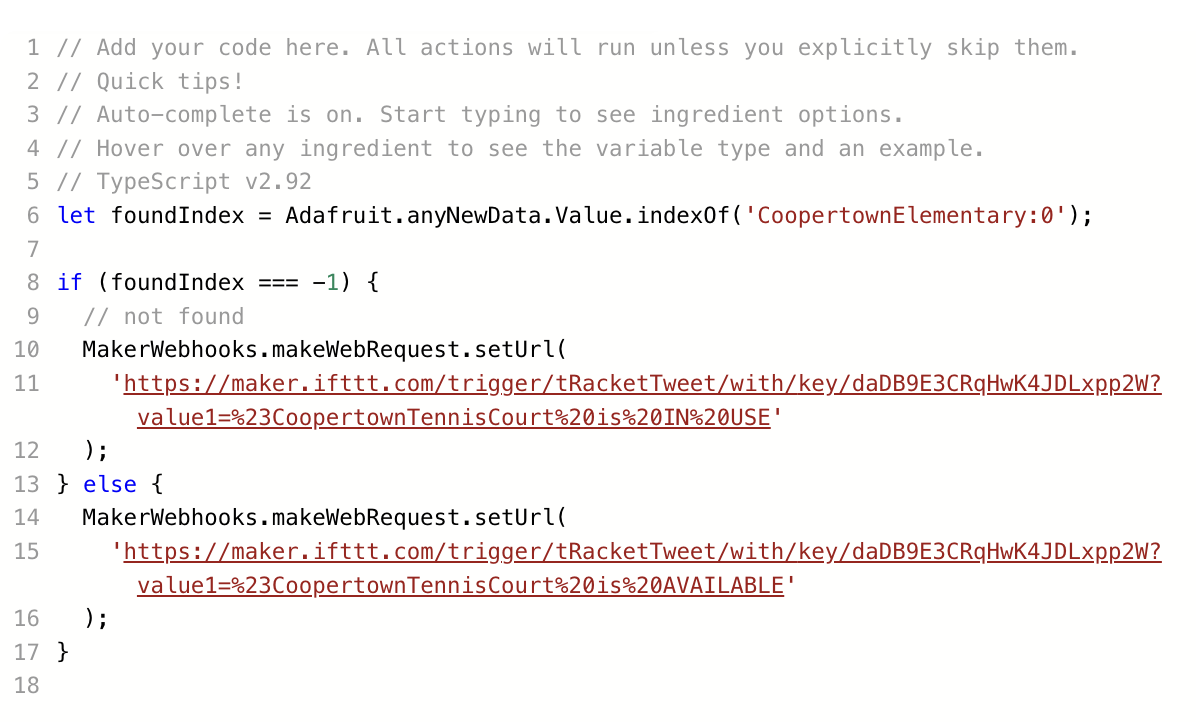 1 // Add your code here. All actions will run unless you explicitly skip them.
2 // Quick tips!
3 // Auto-complete is on. Start typing to see ingredient options.
4 // Hover over any ingredient to see the variable type and an example.
5 // TypeScript v2.92
6 let foundIndex = Adafruit.anyNewData.Value.indexOf('CoopertownElementary:0');
7
8 if (foundIndex === -1) {
9   // not found
10   MakerWebhooks.makeWebRequest.setUrl(
11     'https://maker.ifttt.com/trigger/tRacketTweet/with/key/daDB9E3CRqHwK4JDLxpp2W?
value1=%23CoopertownTennisCourt%20is%20IN%20USE'
12   );
13 } else {
14   MakerWebhooks.makeWebRequest.setUrl(
15     'https://maker.ifttt.com/trigger/tRacketTweet/with/key/daDB9E3CRqHwK4JDLxpp2W?
value1=%23CoopertownTennisCourt%20is%20AVAILABLE'
16   );
17 }
18